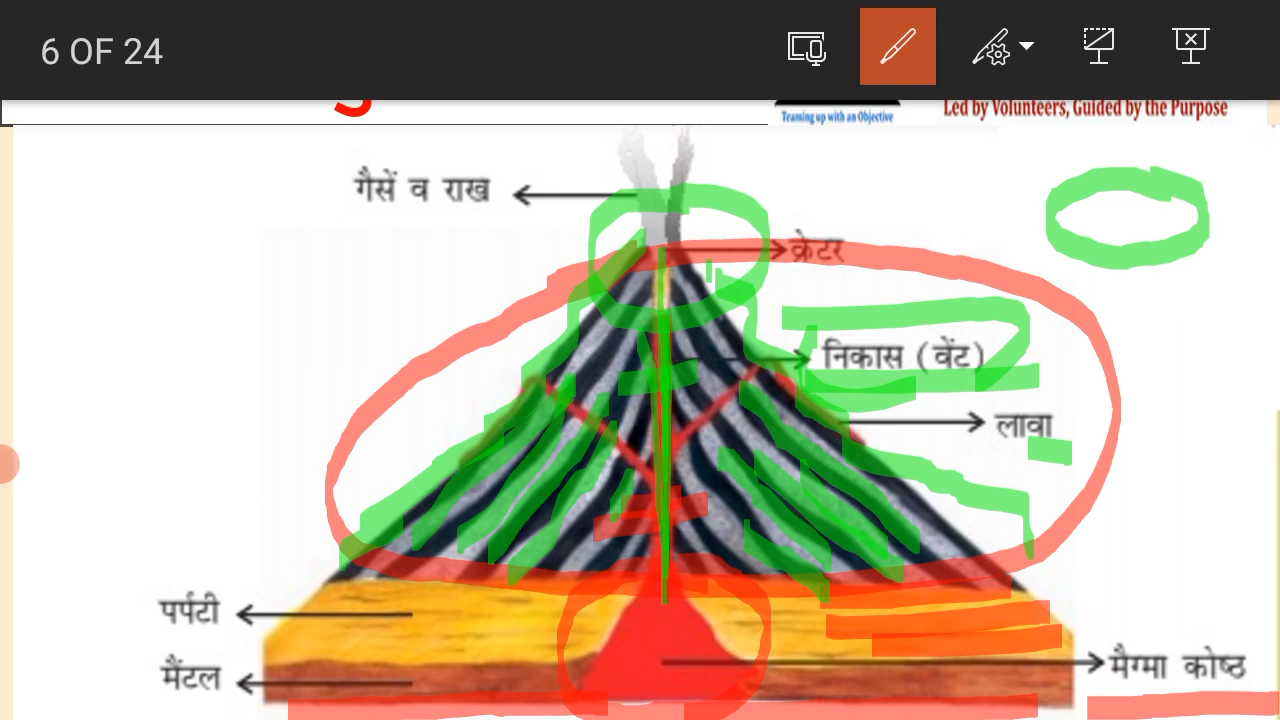 6 OF 24
Teaming up with an Objective
Led by Volunteers, Guided by the Purpose
गैसें व राख
क्रेटर
निकास (वेंट)
लावा
पर्पटी
मैंटल
मैग्मा कोष्ठ